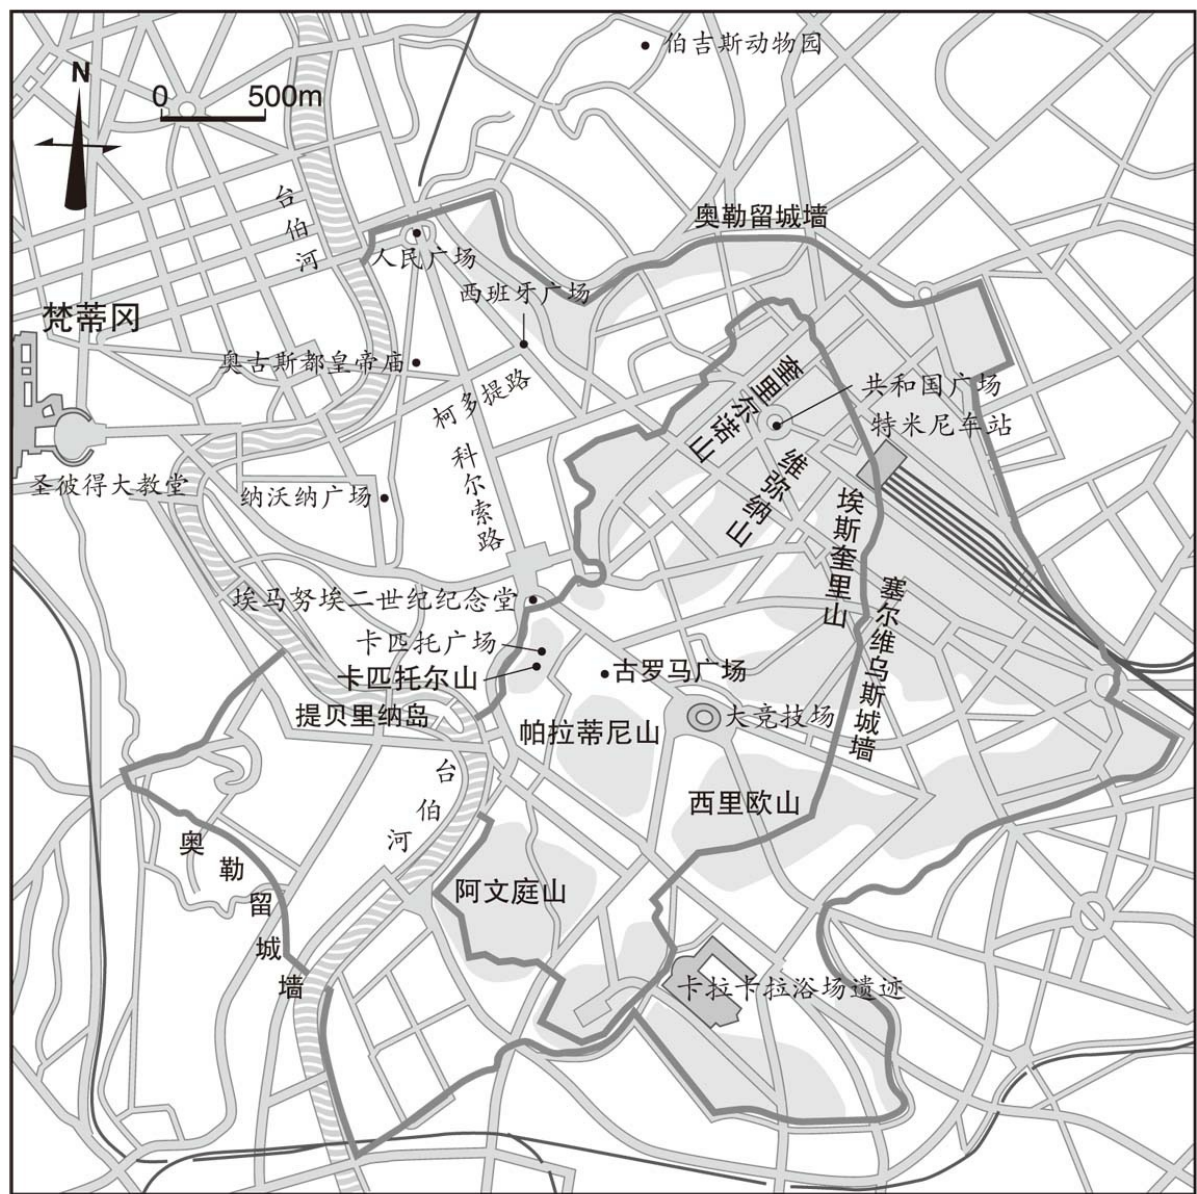 伯吉斯动物园
N
0 500m
台伯河
奥勒留城墙
人民广场
西班牙广场
梵蒂冈
奥古斯都皇帝庙
柯多提路
奎里尔诺山
共和国广场
特米尼车站
科尔索路
维弥纳山
圣彼得大教堂
纳沃纳广场
埃斯奎里山
塞尔维乌斯城墙
埃马努埃二世纪纪念堂
卡匹托广场
卡匹托尔山
古罗马广场
提贝里纳岛
帕拉蒂尼山
大竞技场
台伯河
西里欧山
奥勒留城墙
阿文庭山
卡拉卡拉浴场遗迹